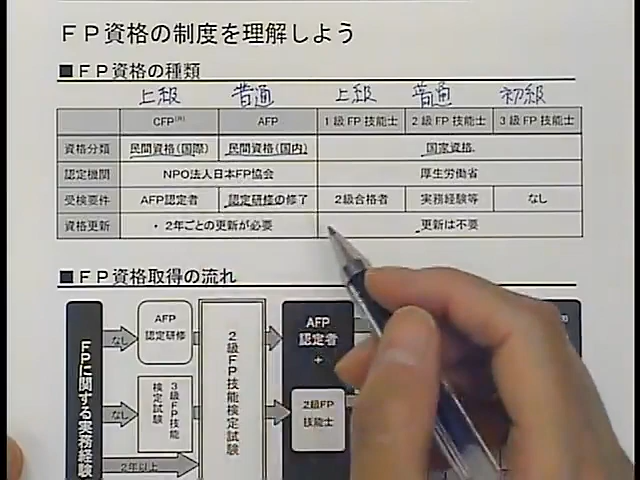 ＦＰ資格の制度を理解しよう
■ＦＰ資格の種類
上級 普通 上級 普通 初級
CFP(R) AFP 1級FP技能士 2級FP技能士 3級FP技能士
資格分類 民間資格(国際) 民間資格(国内) 国家資格
認定機関 NPO法人日本FP協会 厚生労働省
受検要件 AFP認定者 認定研修の修了 2級合格者 実務経験等 なし
資格更新 ・2年ごとの更新が必要 更新は不要
■ＦＰ資格取得の流れ
FPに関する実務経験
なし
AFP
認定研修
なし
3級FP技能
検定試験
2年以上
2級FP技能検定試験
AFP
認定者
+
2級FP
技能士